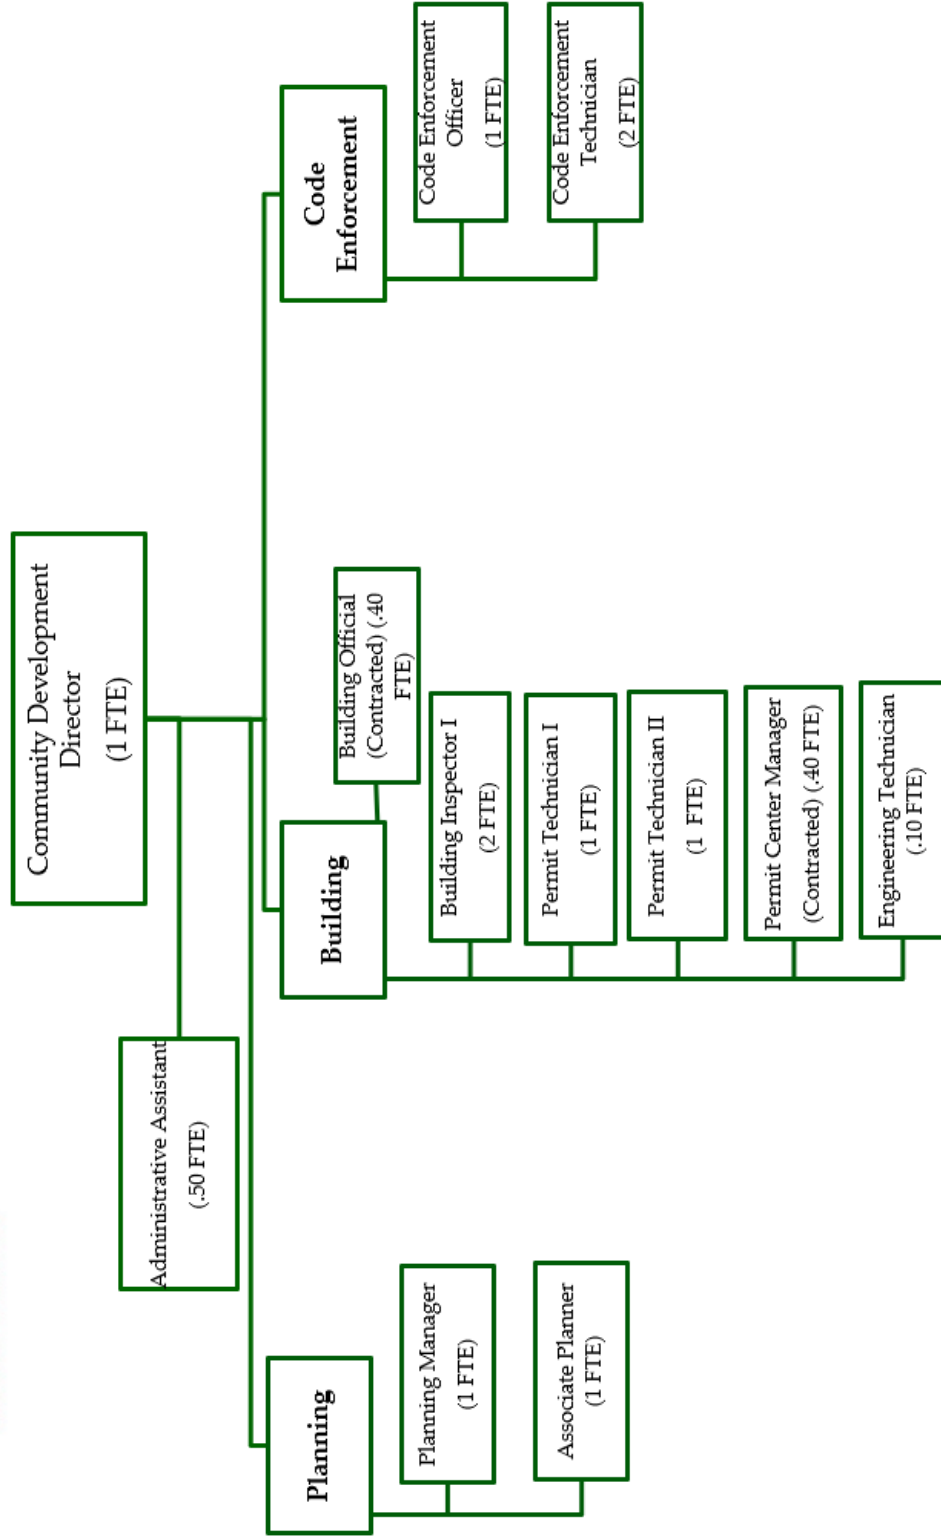 Community Development
Director
(1 FTE)
Administrative Assistant
(.50 FTE)
Planning
Planning Manager
(1 FTE)
Associate Planner
(1 FTE)
Building
Building Official
(Contracted) (.40
FTE)
Building Inspector I
(2 FTE)
Permit Technician I
(1 FTE)
Permit Technician II
(1 FTE)
Permit Center Manager
(Contracted) (.40 FTE)
Engineering Technician
(.10 FTE)
Code
Enforcement
Code Enforcement
Officer
(1 FTE)
Code Enforcement
Technician
(2 FTE)